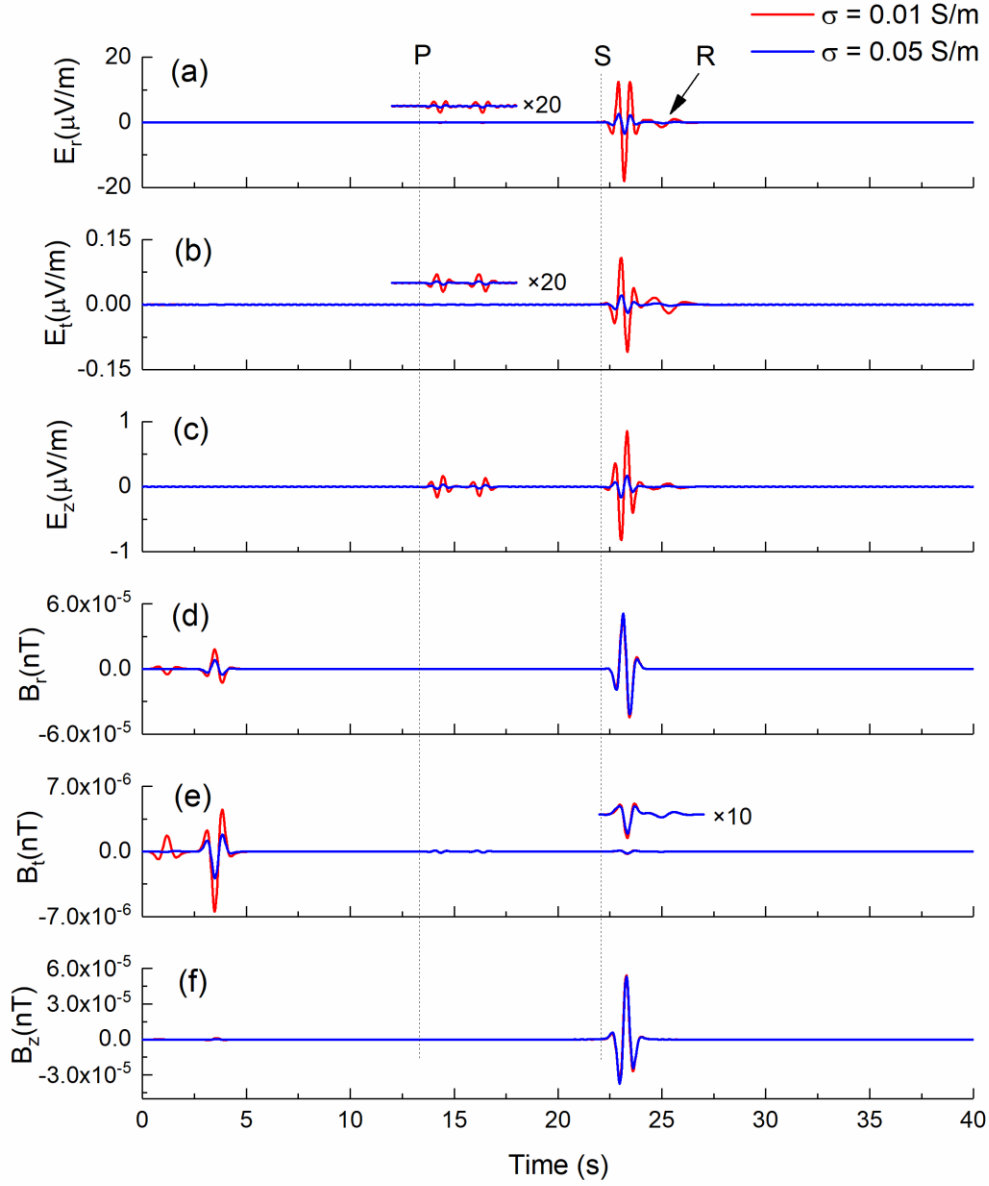 σ = 0.01 S/m
σ = 0.05 S/m
P
S
R
(a)
E_r(μV/m)
20
0
-20
×20
(b)
E_t(μV/m)
0.15
0.00
-0.15
×20
(c)
E_z(μV/m)
1
0
-1
(d)
B_r(nT)
6.0x10^-5
0.0
-6.0x10^-5
(e)
B_t(nT)
7.0x10^-6
0.0
-7.0x10^-6
×10
(f)
B_z(nT)
6.0x10^-5
3.0x10^-5
0.0
-3.0x10^-5
0 5 10 15 20 25 30 35 40
Time (s)